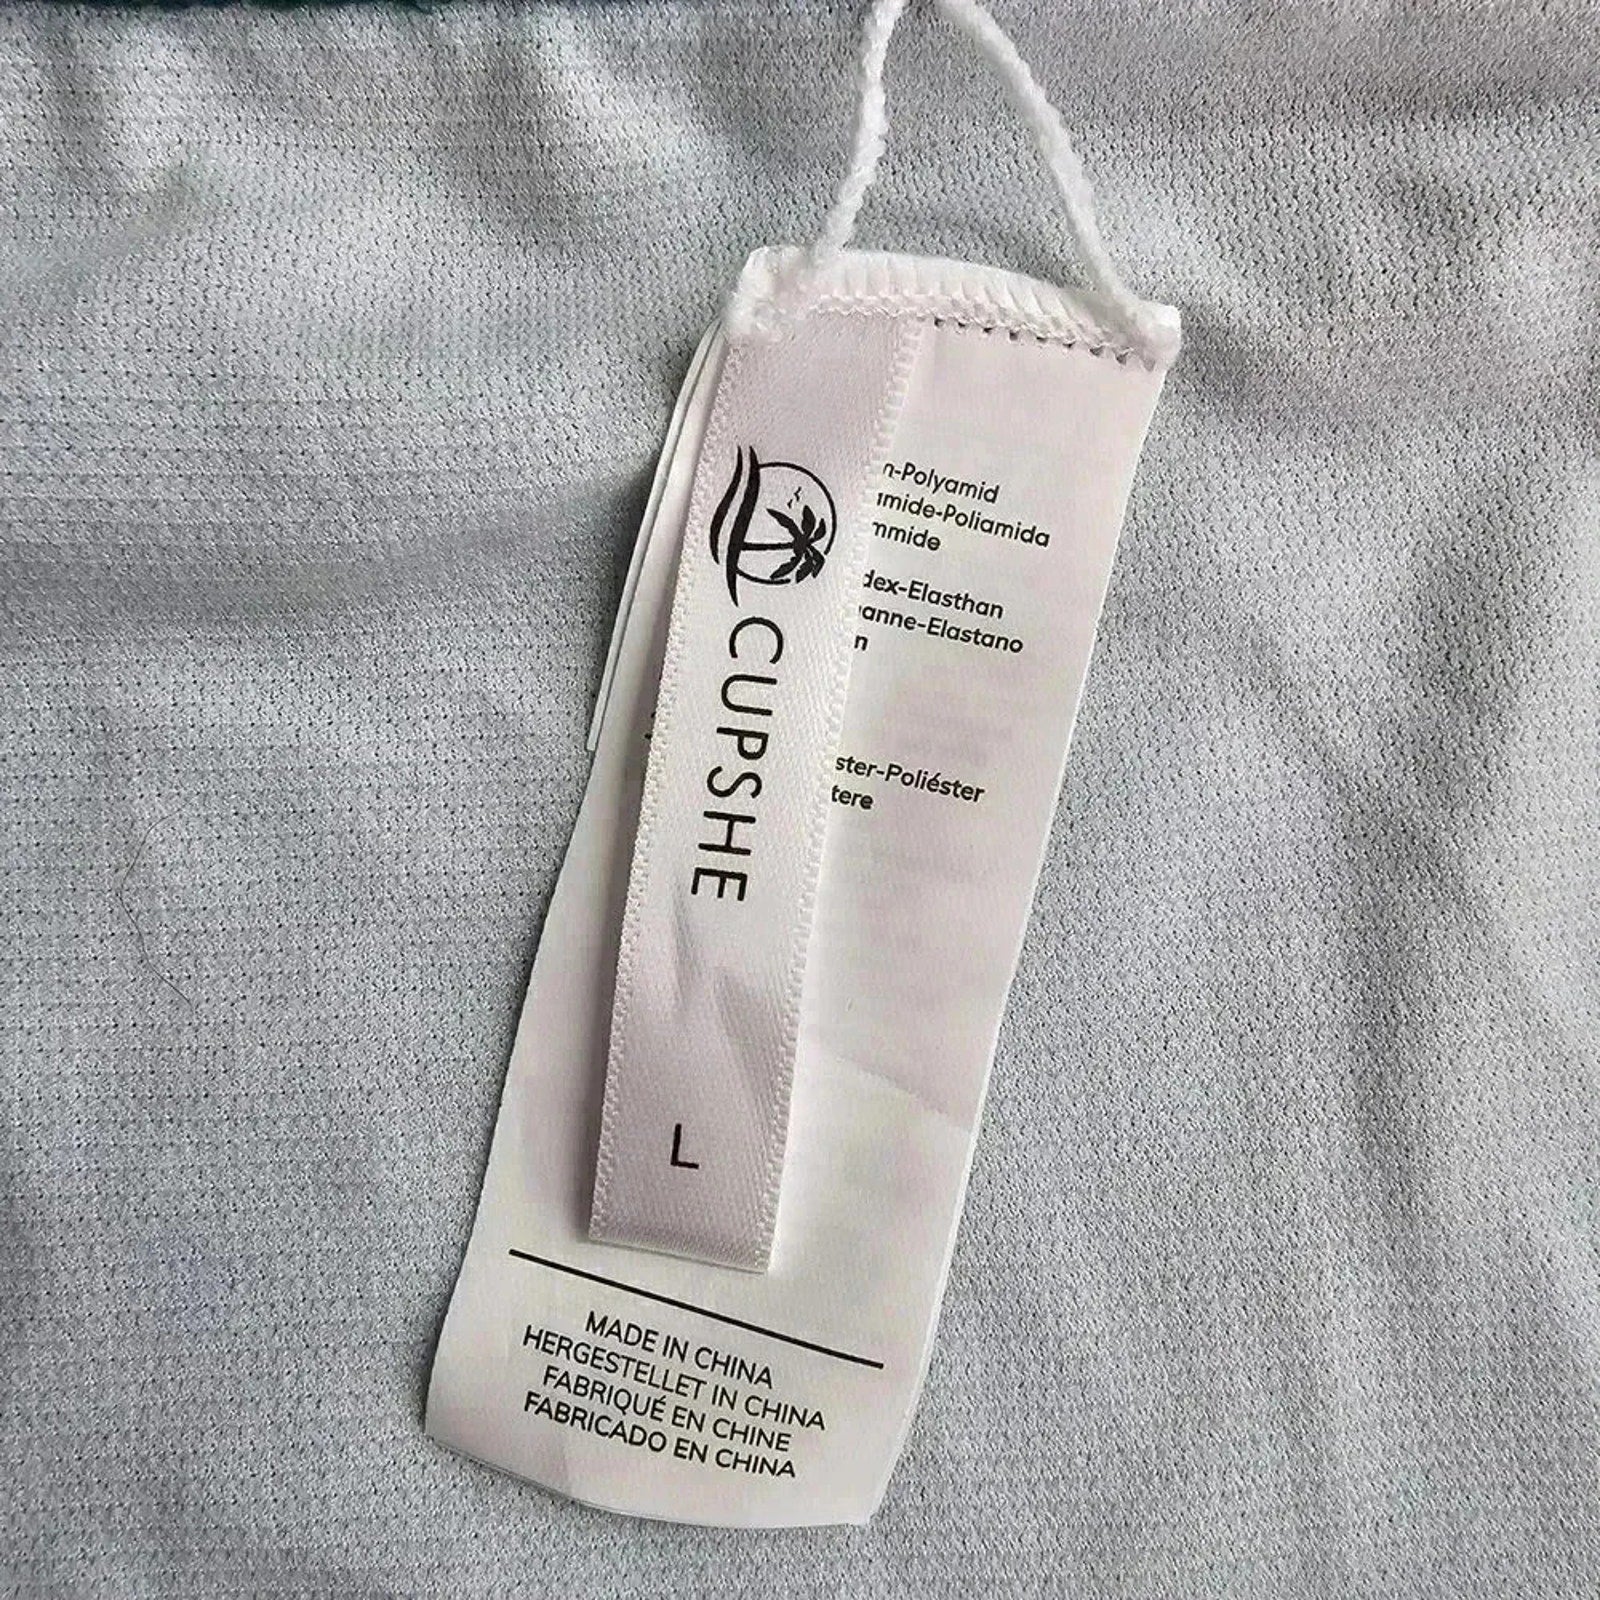 CUPSHE
L
n-Polyamid
amide-Poliamida
mmide
dex-Elasthan
anne-Elastano
n
ster-Poliéster
tere
MADE IN CHINA
HERGESTELLET IN CHINA
FABRIQUÉ EN CHINE
FABRICADO EN CHINA